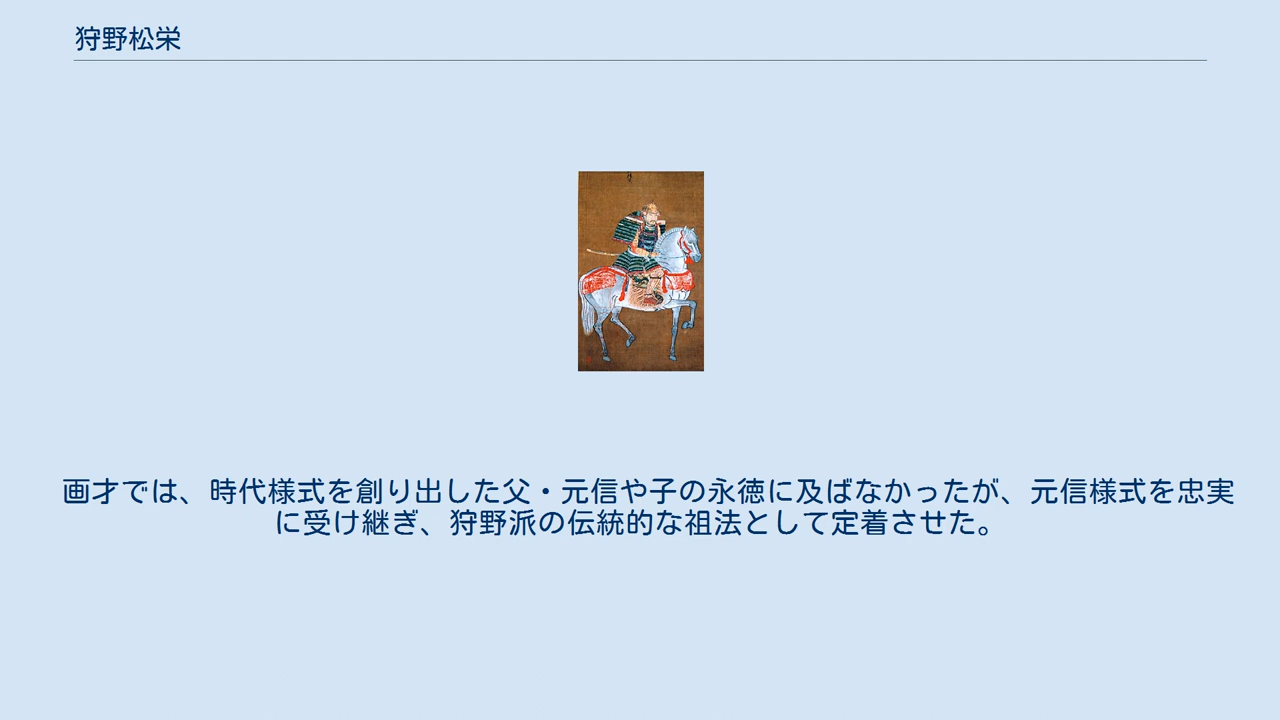 狩野松栄
画才では、時代様式を創り出した父・元信や子の永徳に及ばなかったが、元信様式を忠実
に受け継ぎ、狩野派の伝統的な祖法として定着させた。